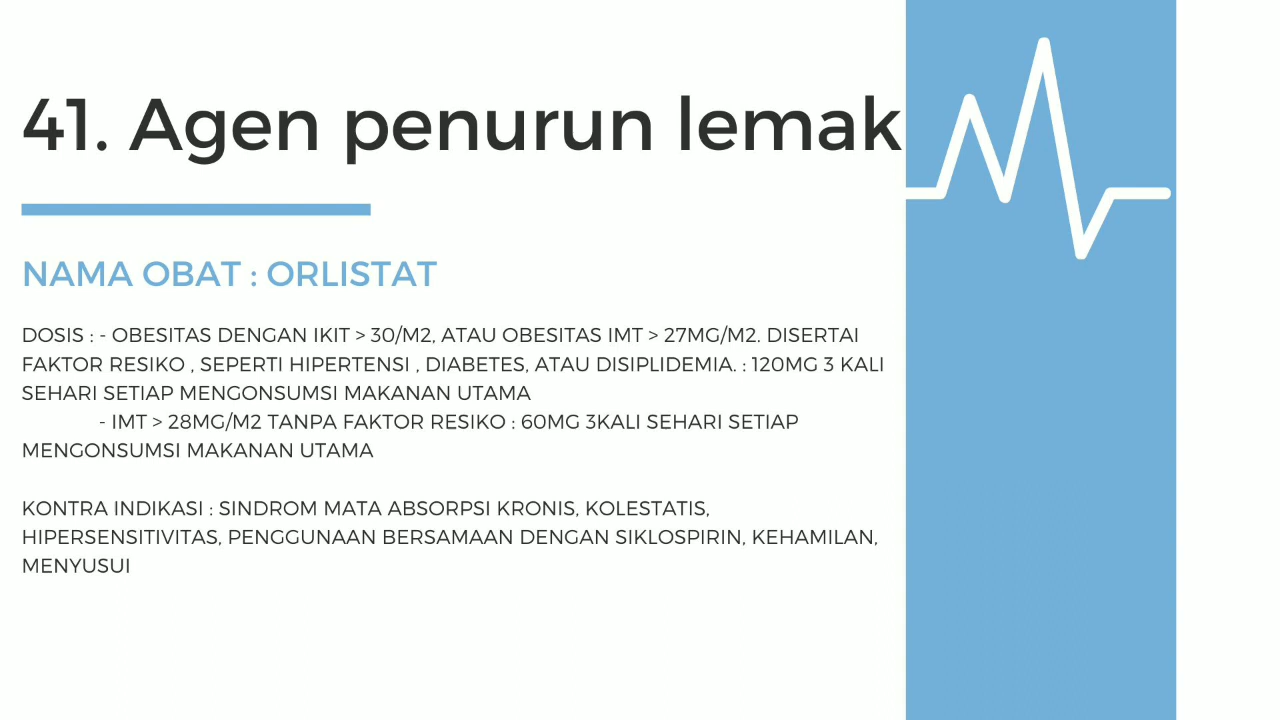 41. Agen penurun lemak
NAMA OBAT : ORLISTAT
DOSIS : - OBESITAS DENGAN IKIT > 30/M2, ATAU OBESITAS IMT > 27MG/M2. DISERTAI
FAKTOR RESIKO , SEPERTI HIPERTENSI , DIABETES, ATAU DISIPLIDEMIA. : 120MG 3 KALI
SEHARI SETIAP MENGONSUMSI MAKANAN UTAMA
- IMT > 28MG/M2 TANPA FAKTOR RESIKO : 60MG 3KALI SEHARI SETIAP
MENGONSUMSI MAKANAN UTAMA
KONTRA INDIKASI : SINDROM MATA ABSORPSI KRONIS, KOLESTATIS,
HIPERSENSITIVITAS, PENGGUNAAN BERSAMAAN DENGAN SIKLOSPIRIN, KEHAMILAN,
MENYUSUI